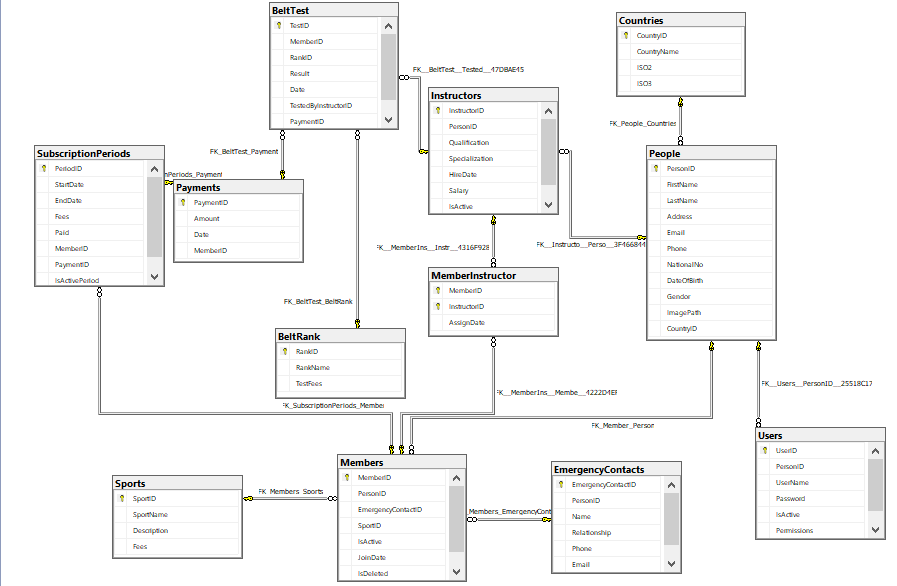 BeltTest
TestID
MemberID
RankID
Result
Date
TestedByInstructorID
PaymentID
Countries
CountryID
CountryName
ISO2
ISO3
FK__BeltTest__Tested__47DBAE45
Instructors
InstructorID
PersonID
Qualification
Specialization
HireDate
Salary
IsActive
FK_People_Countries
People
PersonID
FirstName
LastName
Address
Email
Phone
NationalNo
DateOfBirth
Gendor
ImagePath
CountryID
SubscriptionPeriods
PeriodID
StartDate
EndDate
Fees
Paid
MemberID
PaymentID
IsActivePeriod
FK_BeltTest_Payment
nPeriods_Payment
Payments
PaymentID
Amount
Date
MemberID
FK__MemberIns__Instr__4316F928
FK__Instructo__Perso__3F466844
MemberInstructor
MemberID
InstructorID
AssignDate
FK_BeltTest_BeltRank
BeltRank
RankID
RankName
TestFees
FK_SubscriptionPeriods_Member
FK__MemberIns__Membe__4222D4EF
FK__Users__PersonID__25518C17
FK_Member_Person
Users
UserID
PersonID
UserName
Password
IsActive
Permissions
Members
MemberID
PersonID
EmergencyContactID
SportID
IsActive
JoinDate
IsDeleted
Sports
SportID
SportName
Description
Fees
FK_Members_Sports
_Members_EmergencyCont
EmergencyContacts
EmergencyContactID
PersonID
Name
Relationship
Phone
Email